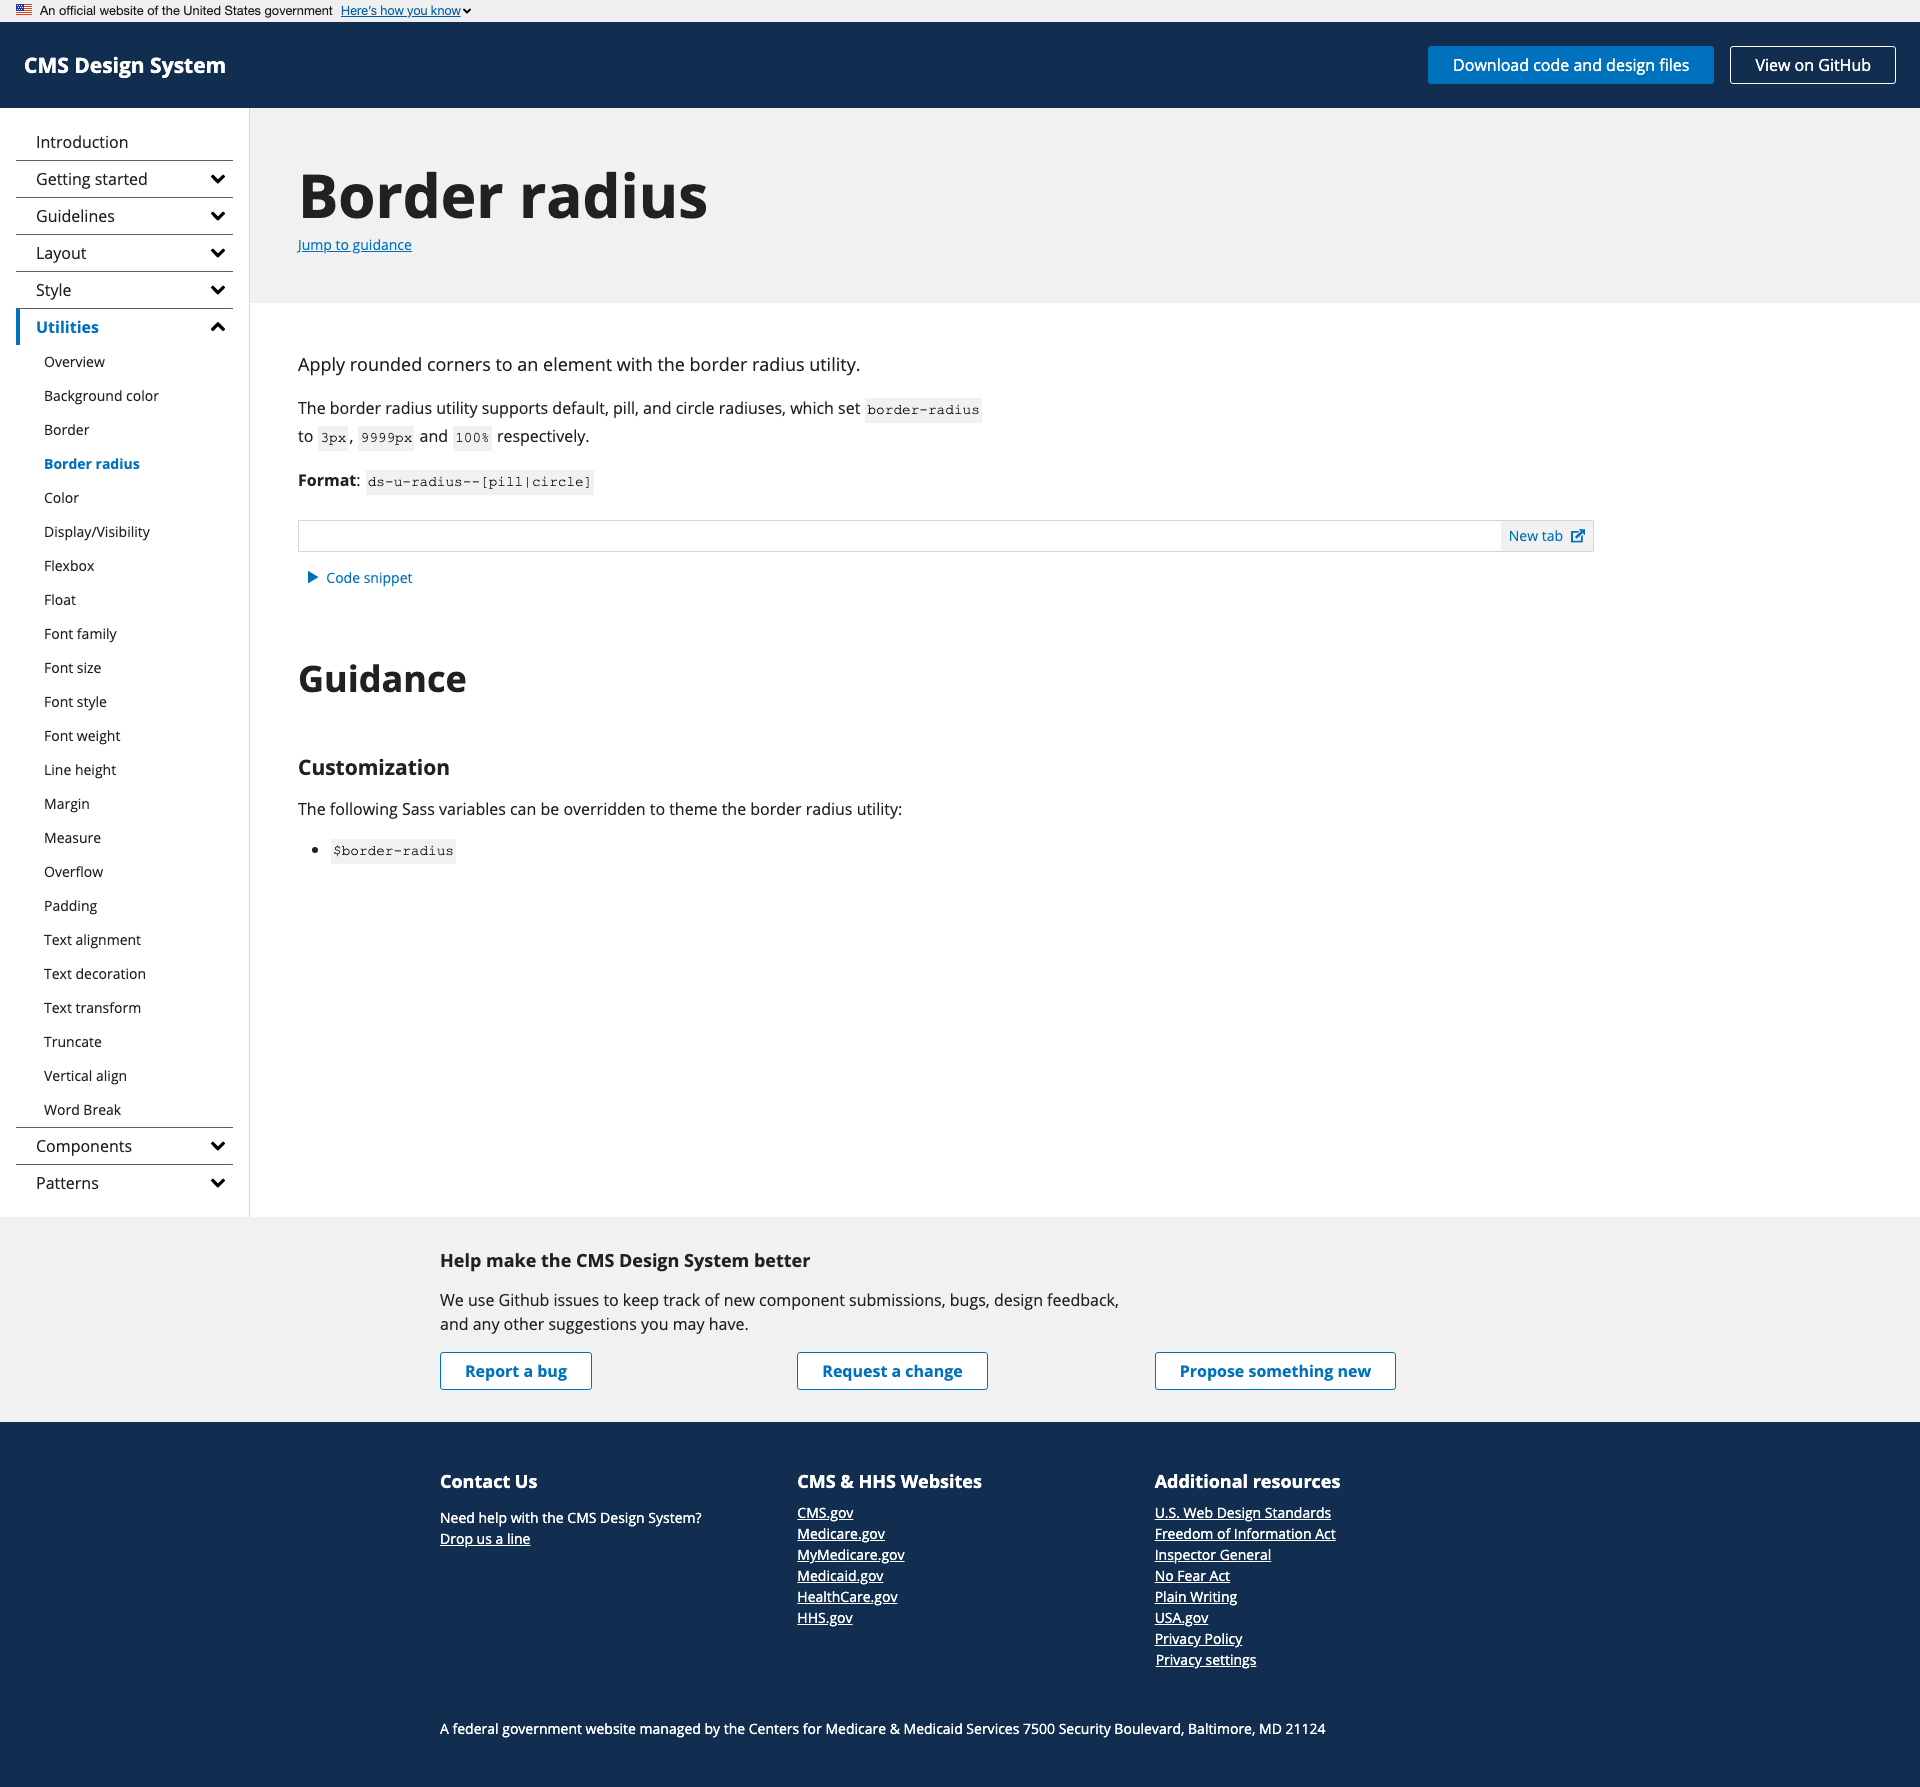 An official website of the United States government Here's how you know
CMS Design System
Download code and design files
View on GitHub
Introduction
Getting started
Guidelines
Layout
Style
Utilities
Overview
Background color
Border
Border radius
Color
Display/Visibility
Flexbox
Float
Font family
Font size
Font style
Font weight
Line height
Margin
Measure
Overflow
Padding
Text alignment
Text decoration
Text transform
Truncate
Vertical align
Word Break
Components
Patterns
Border radius
Jump to guidance
Apply rounded corners to an element with the border radius utility.
The border radius utility supports default, pill, and circle radiuses, which set border-radius
to 3px, 9999px and 100% respectively.
Format: ds-u-radius--[pill|circle]
New tab
Code snippet
Guidance
Customization
The following Sass variables can be overridden to theme the border radius utility:
• $border-radius
Help make the CMS Design System better
We use Github issues to keep track of new component submissions, bugs, design feedback,
and any other suggestions you may have.
Report a bug
Request a change
Propose something new
Contact Us
Need help with the CMS Design System?
Drop us a line
CMS & HHS Websites
CMS.gov
Medicare.gov
MyMedicare.gov
Medicaid.gov
HealthCare.gov
HHS.gov
Additional resources
U.S. Web Design Standards
Freedom of Information Act
Inspector General
No Fear Act
Plain Writing
USA.gov
Privacy Policy
Privacy settings
A federal government website managed by the Centers for Medicare & Medicaid Services 7500 Security Boulevard, Baltimore, MD 21124